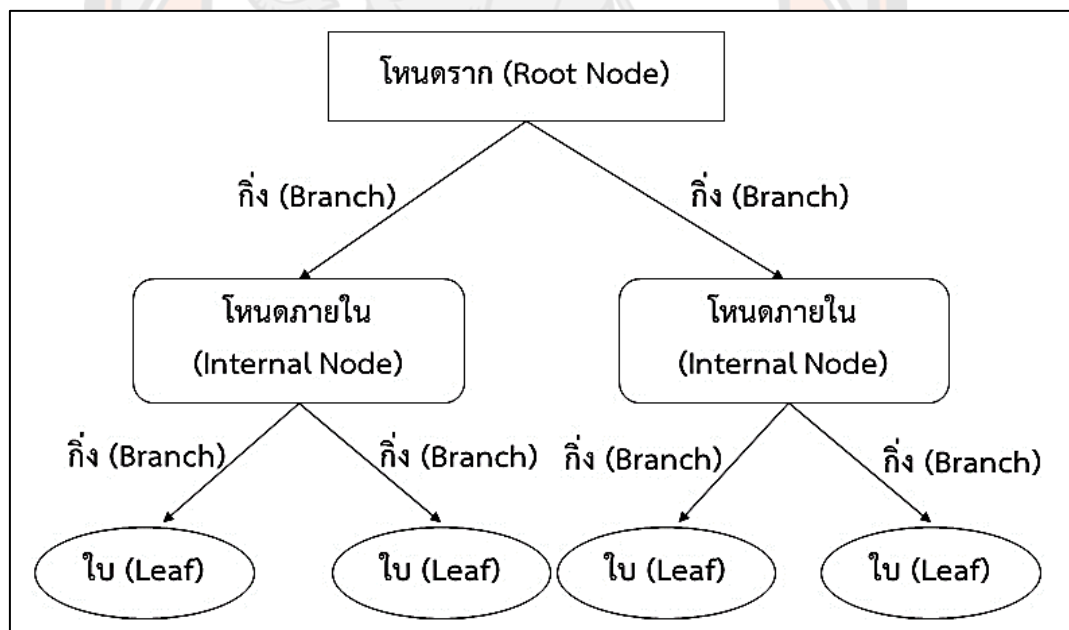 โหนดราก (Root Node)
กิ่ง (Branch)
กิ่ง (Branch)
โหนดภายใน
(Internal Node)
โหนดภายใน
(Internal Node)
กิ่ง (Branch)
กิ่ง (Branch)
กิ่ง (Branch)
กิ่ง (Branch)
ใบ (Leaf)
ใบ (Leaf)
ใบ (Leaf)
ใบ (Leaf)